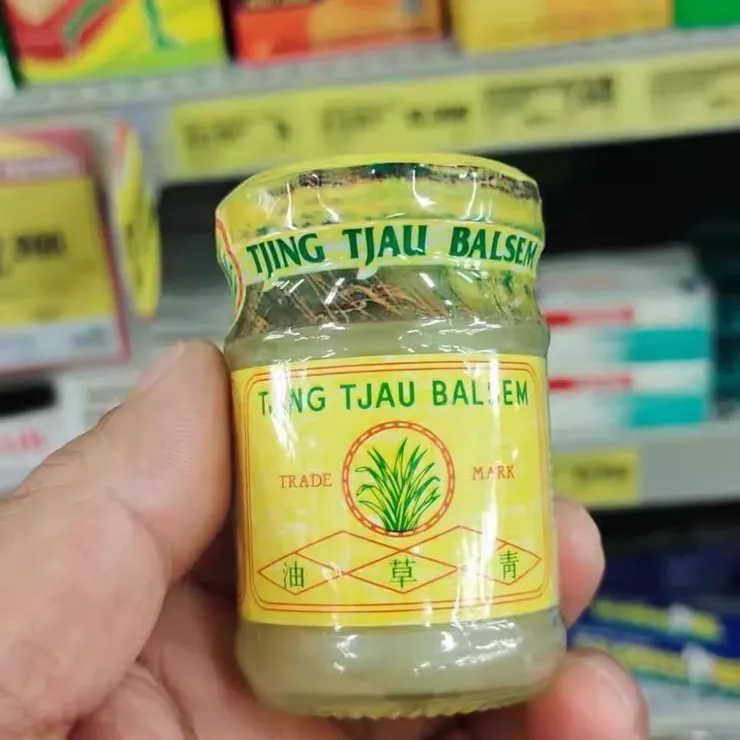 TJING TJAU BALSEM
TJING TJAU BALSEM
TRADE MARK
油 草 青